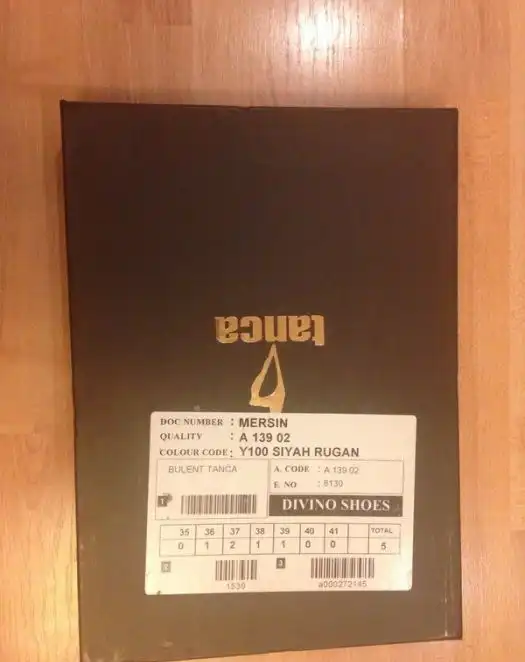 tanca
DOC NUMBER : MERSIN
QUALITY : A 139 02
COLOUR CODE : Y100 SIYAH RUGAN
BULENT TANCA
A. CODE : A 139 02
E. NO : 8130
DIVINO SHOES
35 36 37 38 39 40 41 TOTAL
0 1 2 1 1 0 0 5
1539
a000272145